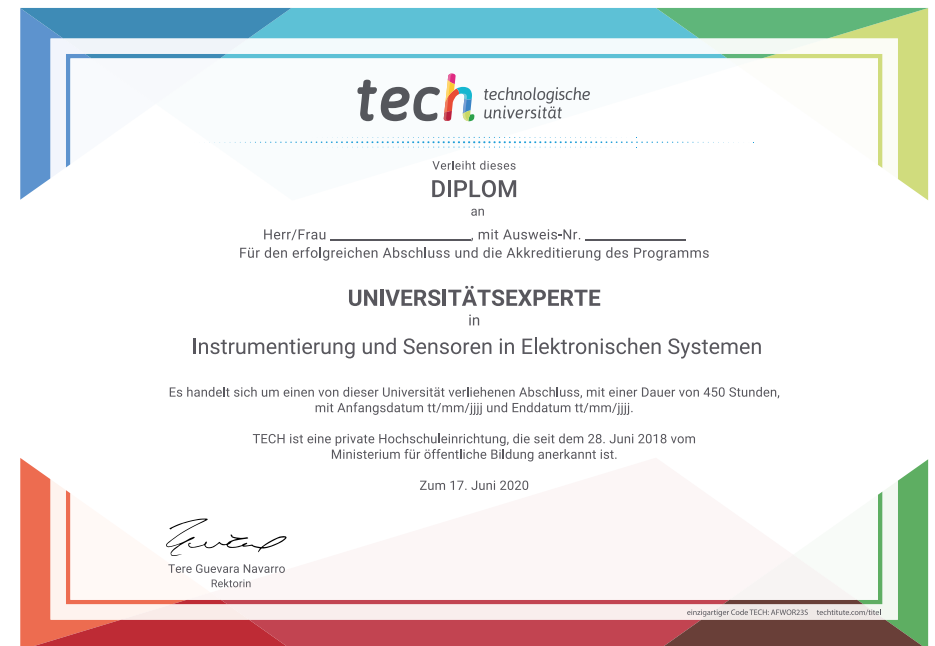 tech technologische
universität
Verleiht dieses
DIPLOM
an
Herr/Frau ____________, mit Ausweis-Nr. ____________
Für den erfolgreichen Abschluss und die Akkreditierung des Programms
UNIVERSITÄTSEXPERTE
in
Instrumentierung und Sensoren in Elektronischen Systemen
Es handelt sich um einen von dieser Universität verliehenen Abschluss, mit einer Dauer von 450 Stunden,
mit Anfangsdatum tt/mm/jjjj und Enddatum tt/mm/jjjj.
TECH ist eine private Hochschuleinrichtung, die seit dem 28. Juni 2018 vom
Ministerium für öffentliche Bildung anerkannt ist.
Zum 17. Juni 2020
Tere Guevara Navarro
Rektorin
einzigartiger Code TECH: AFWOR23S techtitute.com/titel